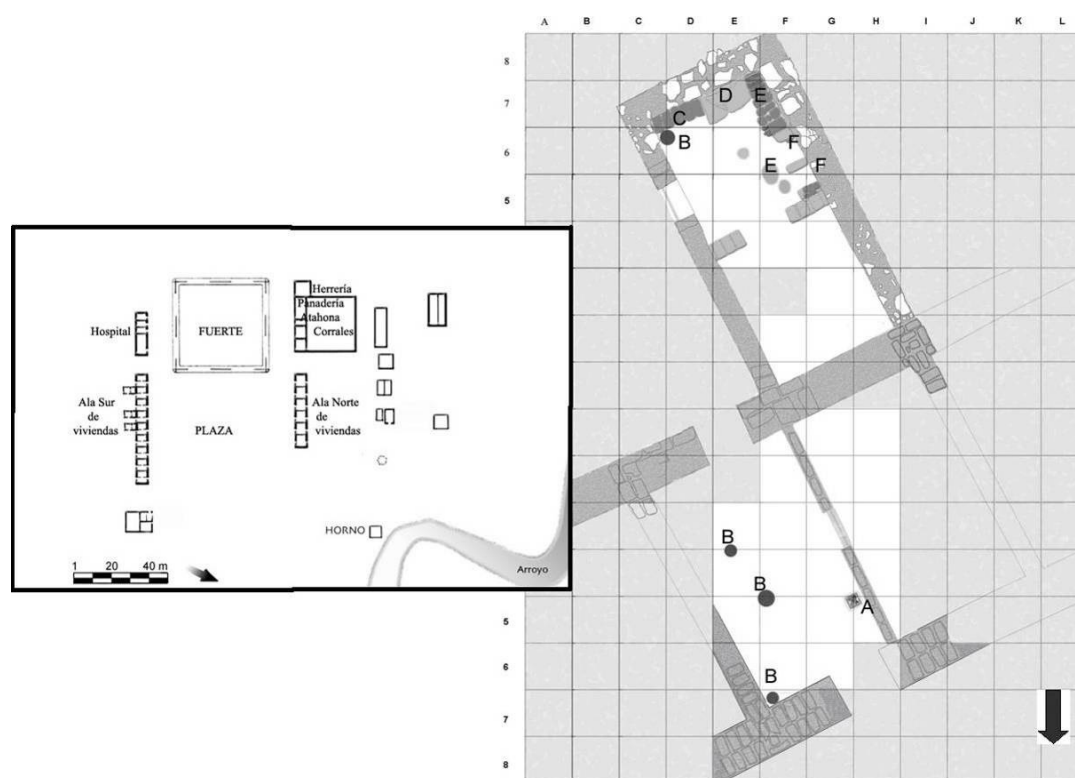 A B C D E F G H I J K L
8
7
6
5
5
6
7
8
D
E
C
B
F
E
F
B
B
A
B
Herrería
Panadería
Atahona
Corrales
Hospital
FUERTE
Ala Sur
de
viviendas
PLAZA
Ala Norte
de
viviendas
HORNO
Arroyo
1 20 40 m